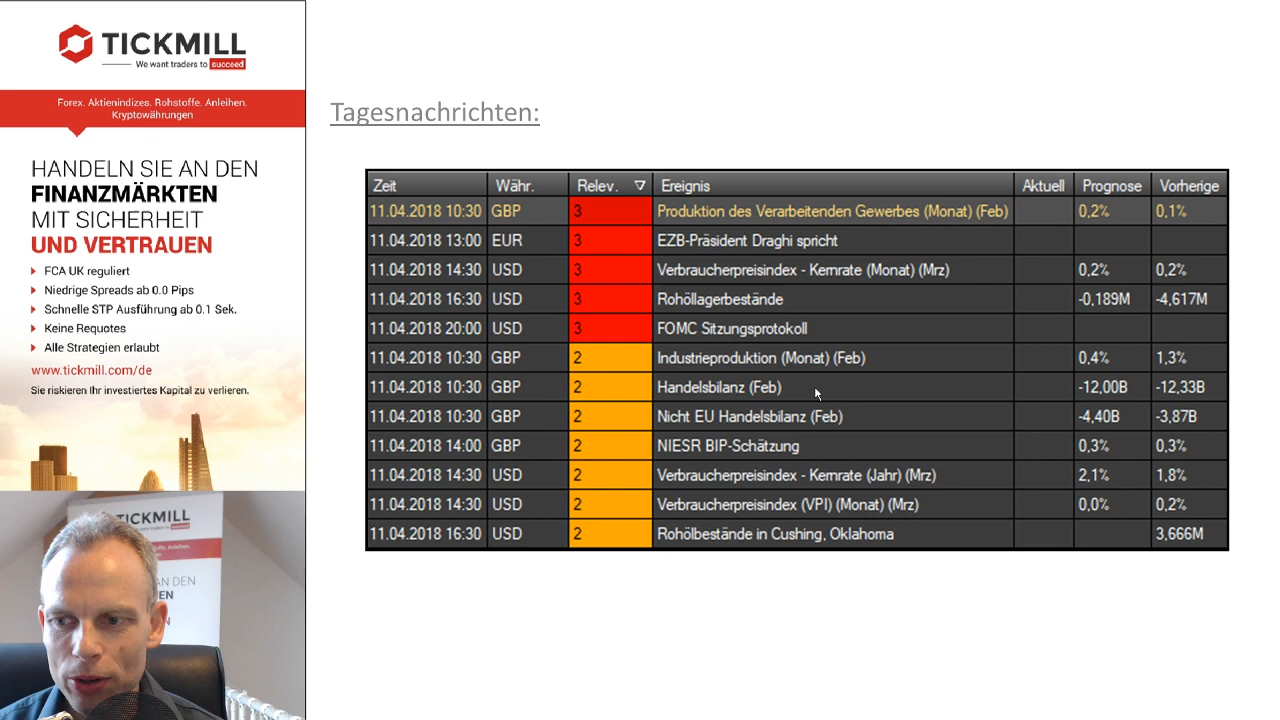 TICKMILL
We want traders to succeed
Forex. Aktienindizes. Rohstoffe. Anleihen.
Kryptowährungen
HANDELN SIE AN DEN
FINANZMÄRKTEN
MIT SICHERHEIT
UND VERTRAUEN
FCA UK reguliert
Niedrige Spreads ab 0.0 Pips
Schnelle STP Ausführung ab 0.1 Sek.
Keine Requotes
Alle Strategien erlaubt
www.tickmill.com/de
Sie riskieren Ihr investiertes Kapital zu verlieren.
TICKMILL
Tagesnachrichten:
Zeit Währ. Relev. Ereignis Aktuell Prognose Vorherige
11.04.2018 10:30 GBP 3 Produktion des Verarbeitenden Gewerbes (Monat) (Feb) 0,2% 0,1%
11.04.2018 13:00 EUR 3 EZB-Präsident Draghi spricht
11.04.2018 14:30 USD 3 Verbraucherpreisindex - Kernrate (Monat) (Mrz) 0,2% 0,2%
11.04.2018 16:30 USD 3 Rohöllagerbestände -0,189M -4,617M
11.04.2018 20:00 USD 3 FOMC Sitzungsprotokoll
11.04.2018 10:30 GBP 2 Industrieproduktion (Monat) (Feb) 0,4% 1,3%
11.04.2018 10:30 GBP 2 Handelsbilanz (Feb) -12,00B -12,33B
11.04.2018 10:30 GBP 2 Nicht EU Handelsbilanz (Feb) -4,40B -3,87B
11.04.2018 14:00 GBP 2 NIESR BIP-Schätzung 0,3% 0,3%
11.04.2018 14:30 USD 2 Verbraucherpreisindex - Kernrate (Jahr) (Mrz) 2,1% 1,8%
11.04.2018 14:30 USD 2 Verbraucherpreisindex (VPI) (Monat) (Mrz) 0,0% 0,2%
11.04.2018 16:30 USD 2 Rohölbestände in Cushing, Oklahoma 3,666M